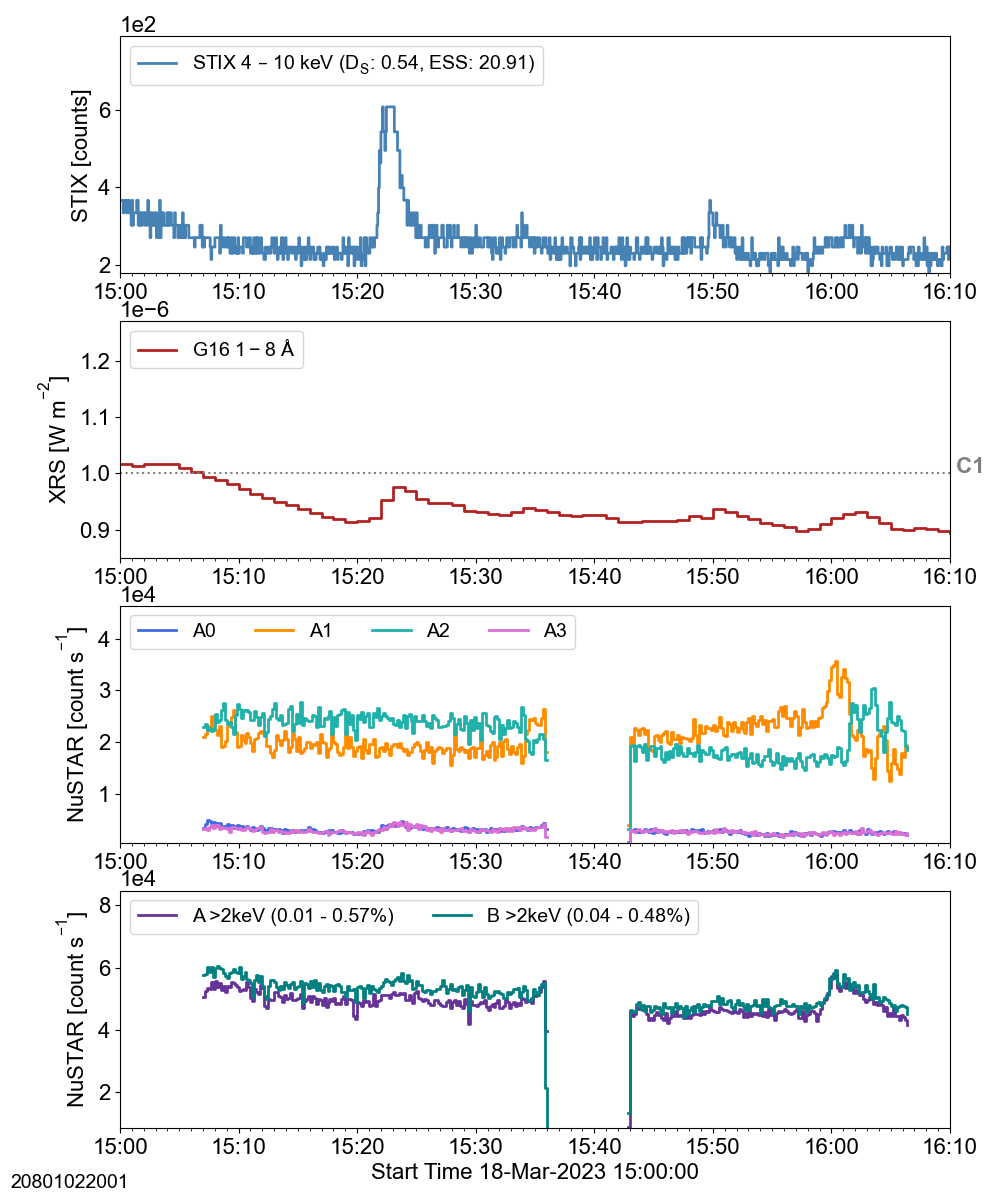 1e2
STIX 4 – 10 keV (DS: 0.54, ESS: 20.91)
STIX [counts]
6
4
2
15:00 15:10 15:20 15:30 15:40 15:50 16:00 16:10
1e−6
G16 1 – 8 Å
XRS [W m−2]
1.2
1.1
1.0
0.9
C1
15:00 15:10 15:20 15:30 15:40 15:50 16:00 16:10
1e4
A0 A1 A2 A3
NuSTAR [count s−1]
4
3
2
1
15:00 15:10 15:20 15:30 15:40 15:50 16:00 16:10
1e4
A >2keV (0.01 - 0.57%) B >2keV (0.04 - 0.48%)
NuSTAR [count s−1]
8
6
4
2
15:00 15:10 15:20 15:30 15:40 15:50 16:00 16:10
Start Time 18-Mar-2023 15:00:00
20801022001